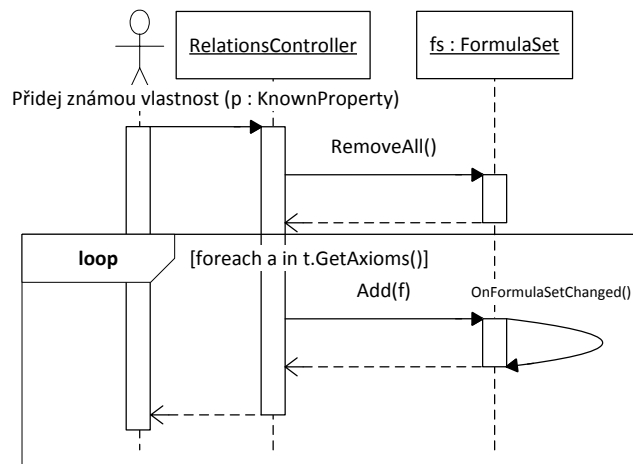 RelationsController
fs : FormulaSet
Přidej známou vlastnost (p : KnownProperty)
RemoveAll()
loop
[foreach a in t.GetAxioms()]
Add(f)
OnFormulaSetChanged()